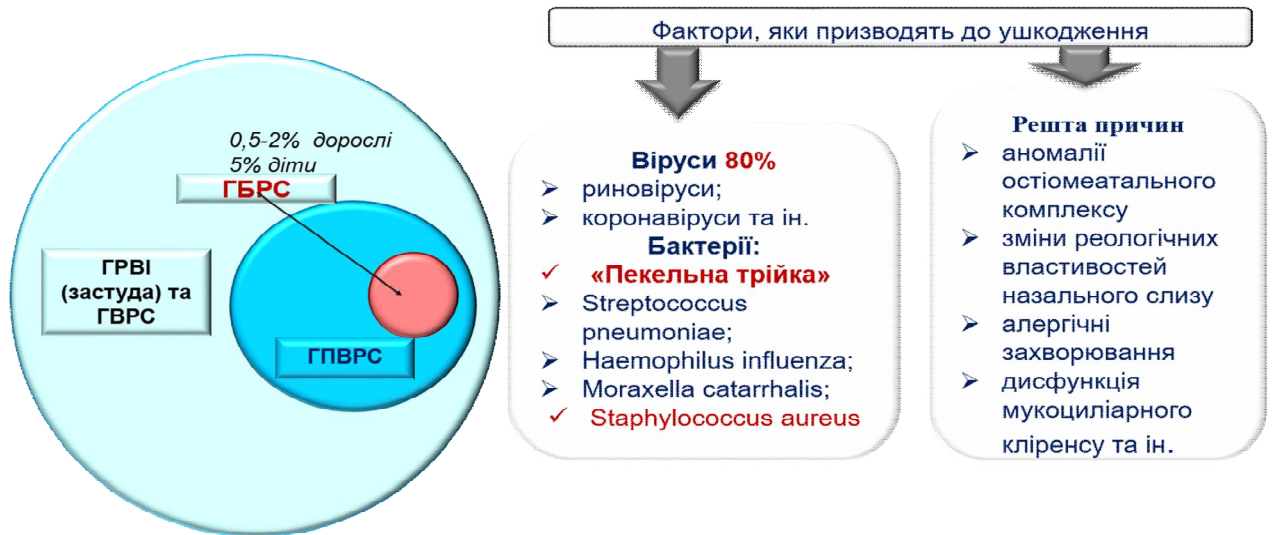 Фактори, яки призводять до ушкодження
0,5-2% дорослі
5% діти
ГБРС
ГРВІ
(застуда) та
ГВРС
ГПВРС
Віруси 80%
➢ риновіруси;
➢ коронавіруси та ін.
Бактерії:
✓ «Пекельна трійка»
➢ Streptococcus
pneumoniae;
➢ Haemophilus influenza;
➢ Moraxella catarrhalis;
✓ Staphylococcus aureus
Решта причин
➢ аномалії
остіомеатального
комплексу
➢ зміни реологічних
властивостей
назального слизу
➢ алергічні
захворювання
➢ дисфункція
мукоциліарного
кліренсу та ін.